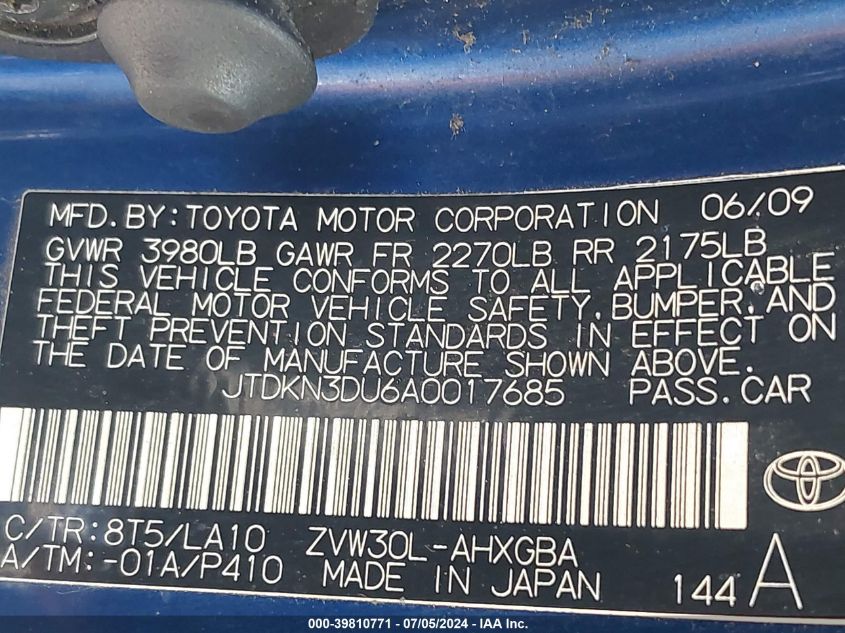 MFD. BY: TOYOTA MOTOR CORPORATION 06/09
GVWR 3980LB GAWR FR 2270LB RR 2175LB
THIS VEHICLE CONFORMS TO ALL APPLICABLE
FEDERAL MOTOR VEHICLE SAFETY, BUMPER, AND
THEFT PREVENTION STANDARDS IN EFFECT ON
THE DATE OF MANUFACTURE SHOWN ABOVE.
JTDKN3DU6A0017685 PASS. CAR
C/TR: 8T5/LA10 ZVW30L-AHXGBA
A/TM: -01A/P410 MADE IN JAPAN 144 A
000-39810771 - 07/05/2024 - IAAI, Inc.